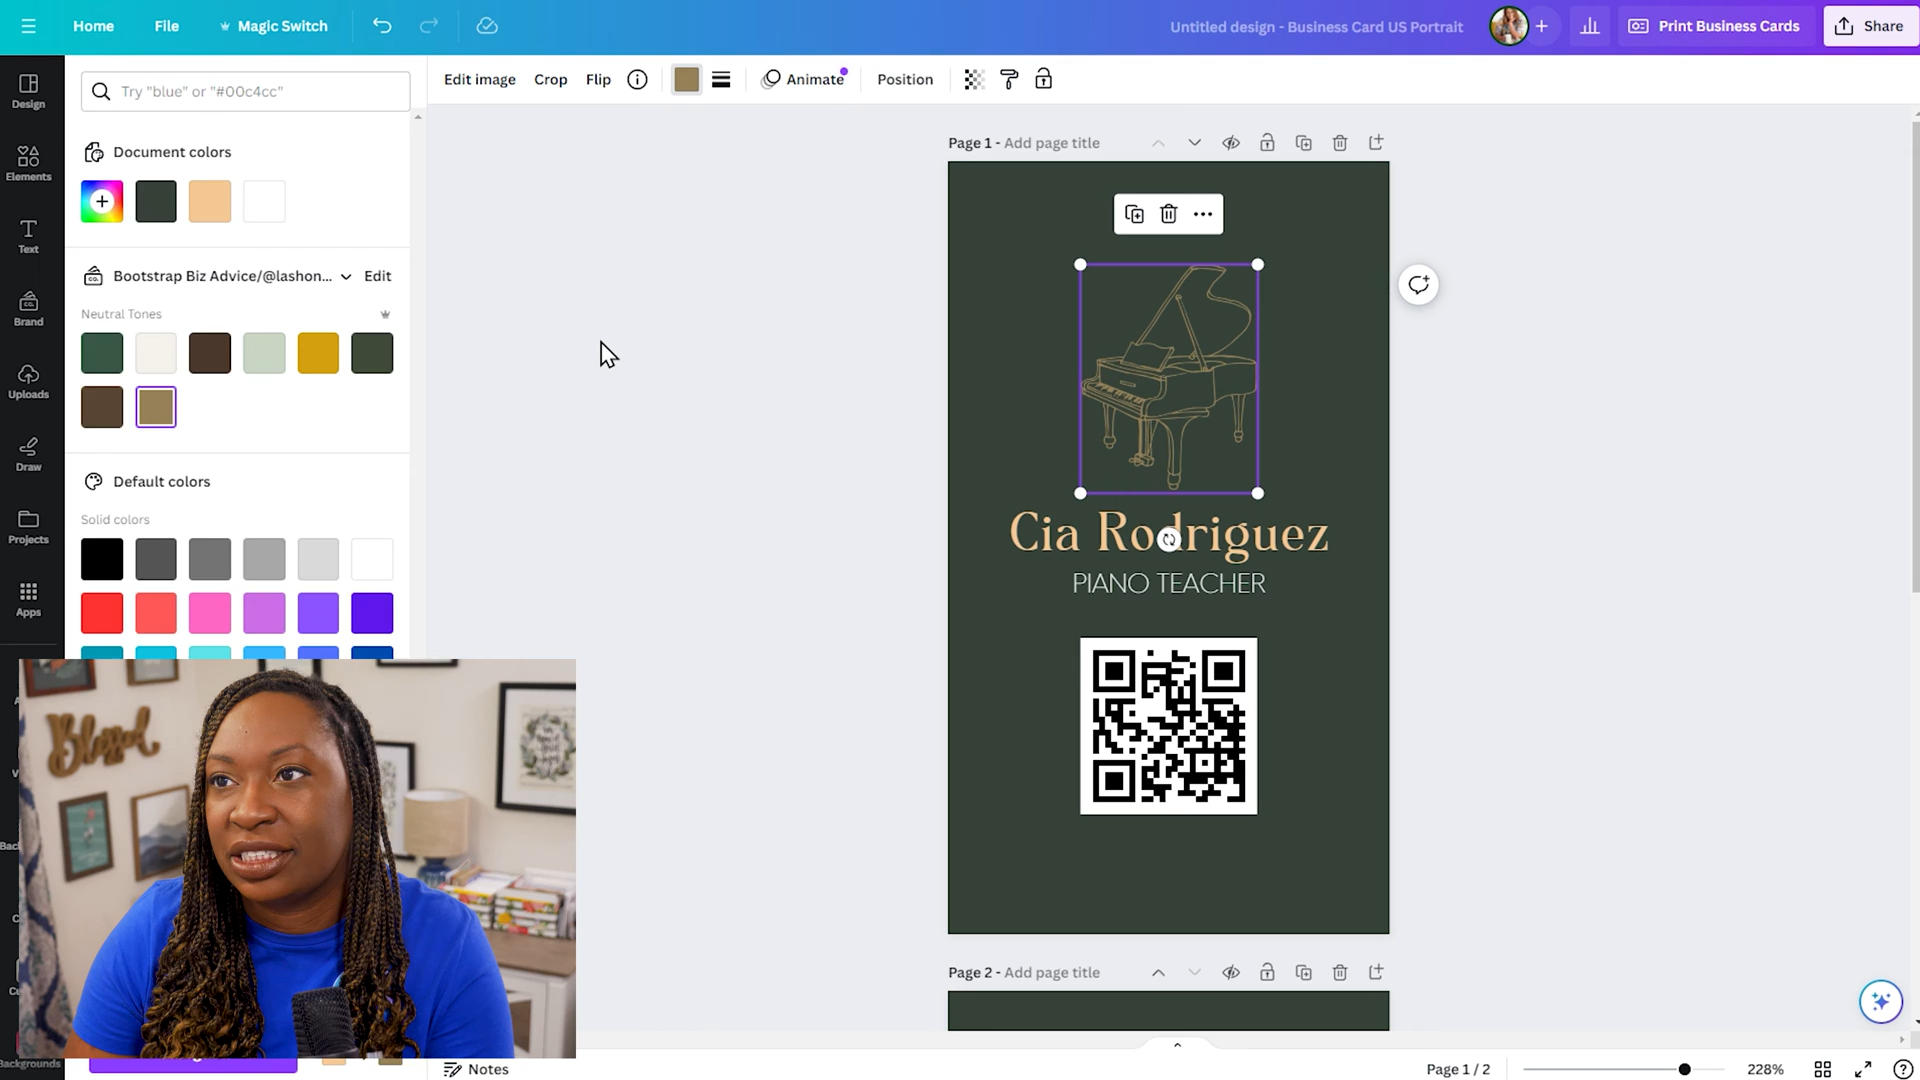 Home
File
Magic Switch
Untitled design - Business Card US Portrait
Print Business Cards
Share
Try "blue" or "#00c4cc"
Edit image
Crop
Flip
Animate
Position
Design
Elements
Text
Brand
Uploads
Draw
Projects
Apps
Backgrounds
Document colors
Bootstrap Biz Advice/@lashon...
Edit
Neutral Tones
Default colors
Solid colors
Page 1 - Add page title
Cia Rodriguez
PIANO TEACHER
Page 2 - Add page title
Blessed
Notes
Page 1 / 2
228%